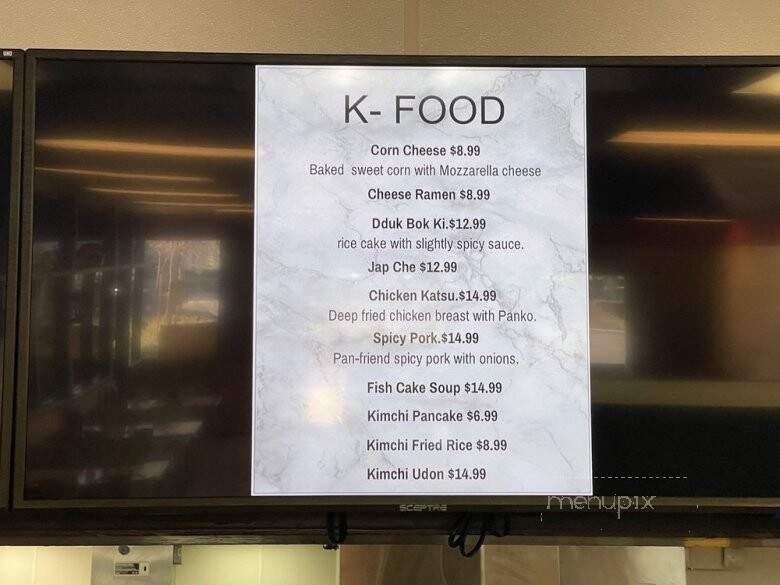 K- FOOD
Corn Cheese $8.99
Baked sweet corn with Mozzarella cheese
Cheese Ramen $8.99
Dduk Bok Ki.$12.99
rice cake with slightly spicy sauce.
Jap Che $12.99
Chicken Katsu.$14.99
Deep fried chicken breast with Panko.
Spicy Pork.$14.99
Pan-friend spicy pork with onions.
Fish Cake Soup $14.99
Kimchi Pancake $6.99
Kimchi Fried Rice $8.99
Kimchi Udon $14.99
menupix
SCEPTRE